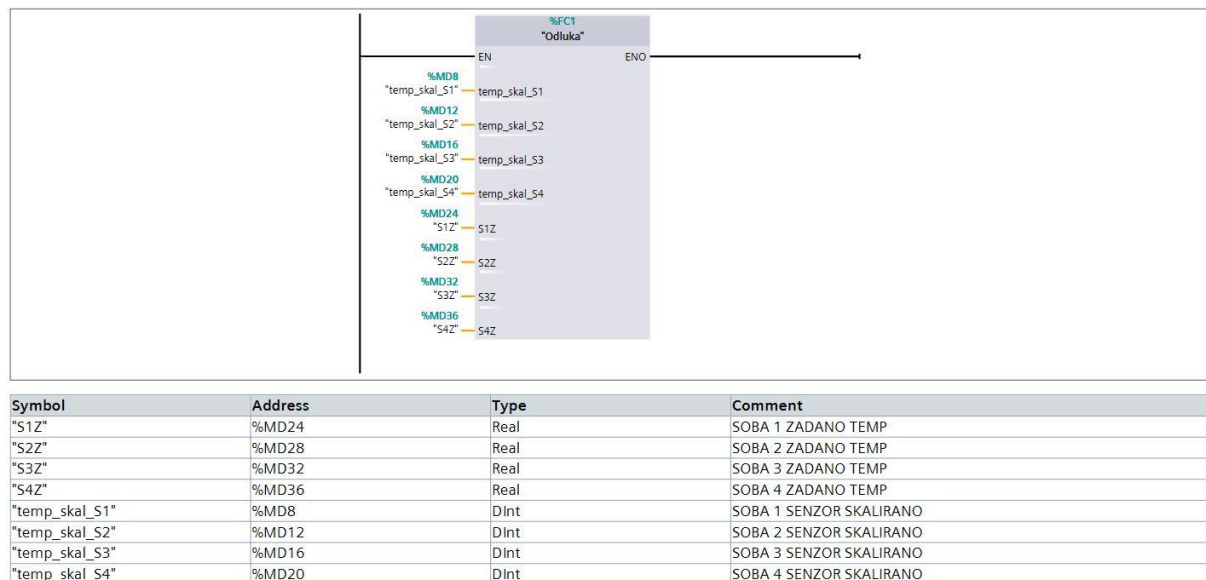 %FC1
"Odluka"
EN ENO
%MD8
"temp_skal_S1" temp_skal_S1
%MD12
"temp_skal_S2" temp_skal_S2
%MD16
"temp_skal_S3" temp_skal_S3
%MD20
"temp_skal_S4" temp_skal_S4
%MD24
"S1Z" S1Z
%MD28
"S2Z" S2Z
%MD32
"S3Z" S3Z
%MD36
"S4Z" S4Z
Symbol Address Type Comment
"S1Z" %MD24 Real SOBA 1 ZADANO TEMP
"S2Z" %MD28 Real SOBA 2 ZADANO TEMP
"S3Z" %MD32 Real SOBA 3 ZADANO TEMP
"S4Z" %MD36 Real SOBA 4 ZADANO TEMP
"temp_skal_S1" %MD8 DInt SOBA 1 SENZOR SKALIRANO
"temp_skal_S2" %MD12 DInt SOBA 2 SENZOR SKALIRANO
"temp_skal_S3" %MD16 DInt SOBA 3 SENZOR SKALIRANO
"temp_skal_S4" %MD20 DInt SOBA 4 SENZOR SKALIRANO